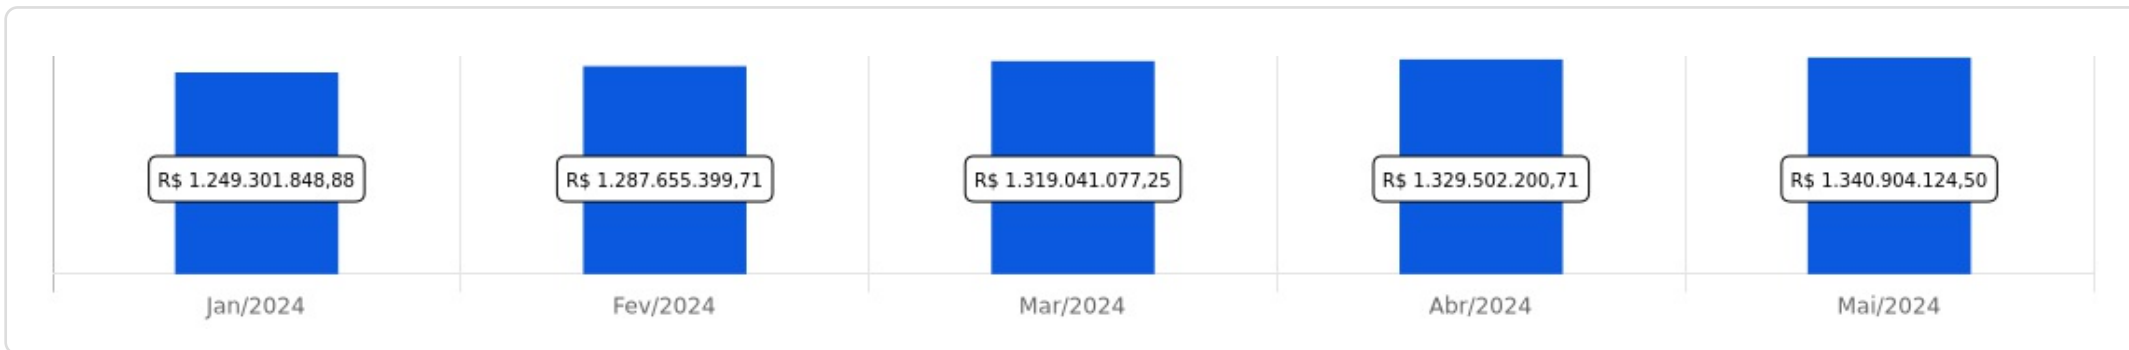 R$ 1.249.301.848,88
R$ 1.287.655.399,71
R$ 1.319.041.077,25
R$ 1.329.502.200,71
R$ 1.340.904.124,50
Jan/2024
Fev/2024
Mar/2024
Abr/2024
Mai/2024